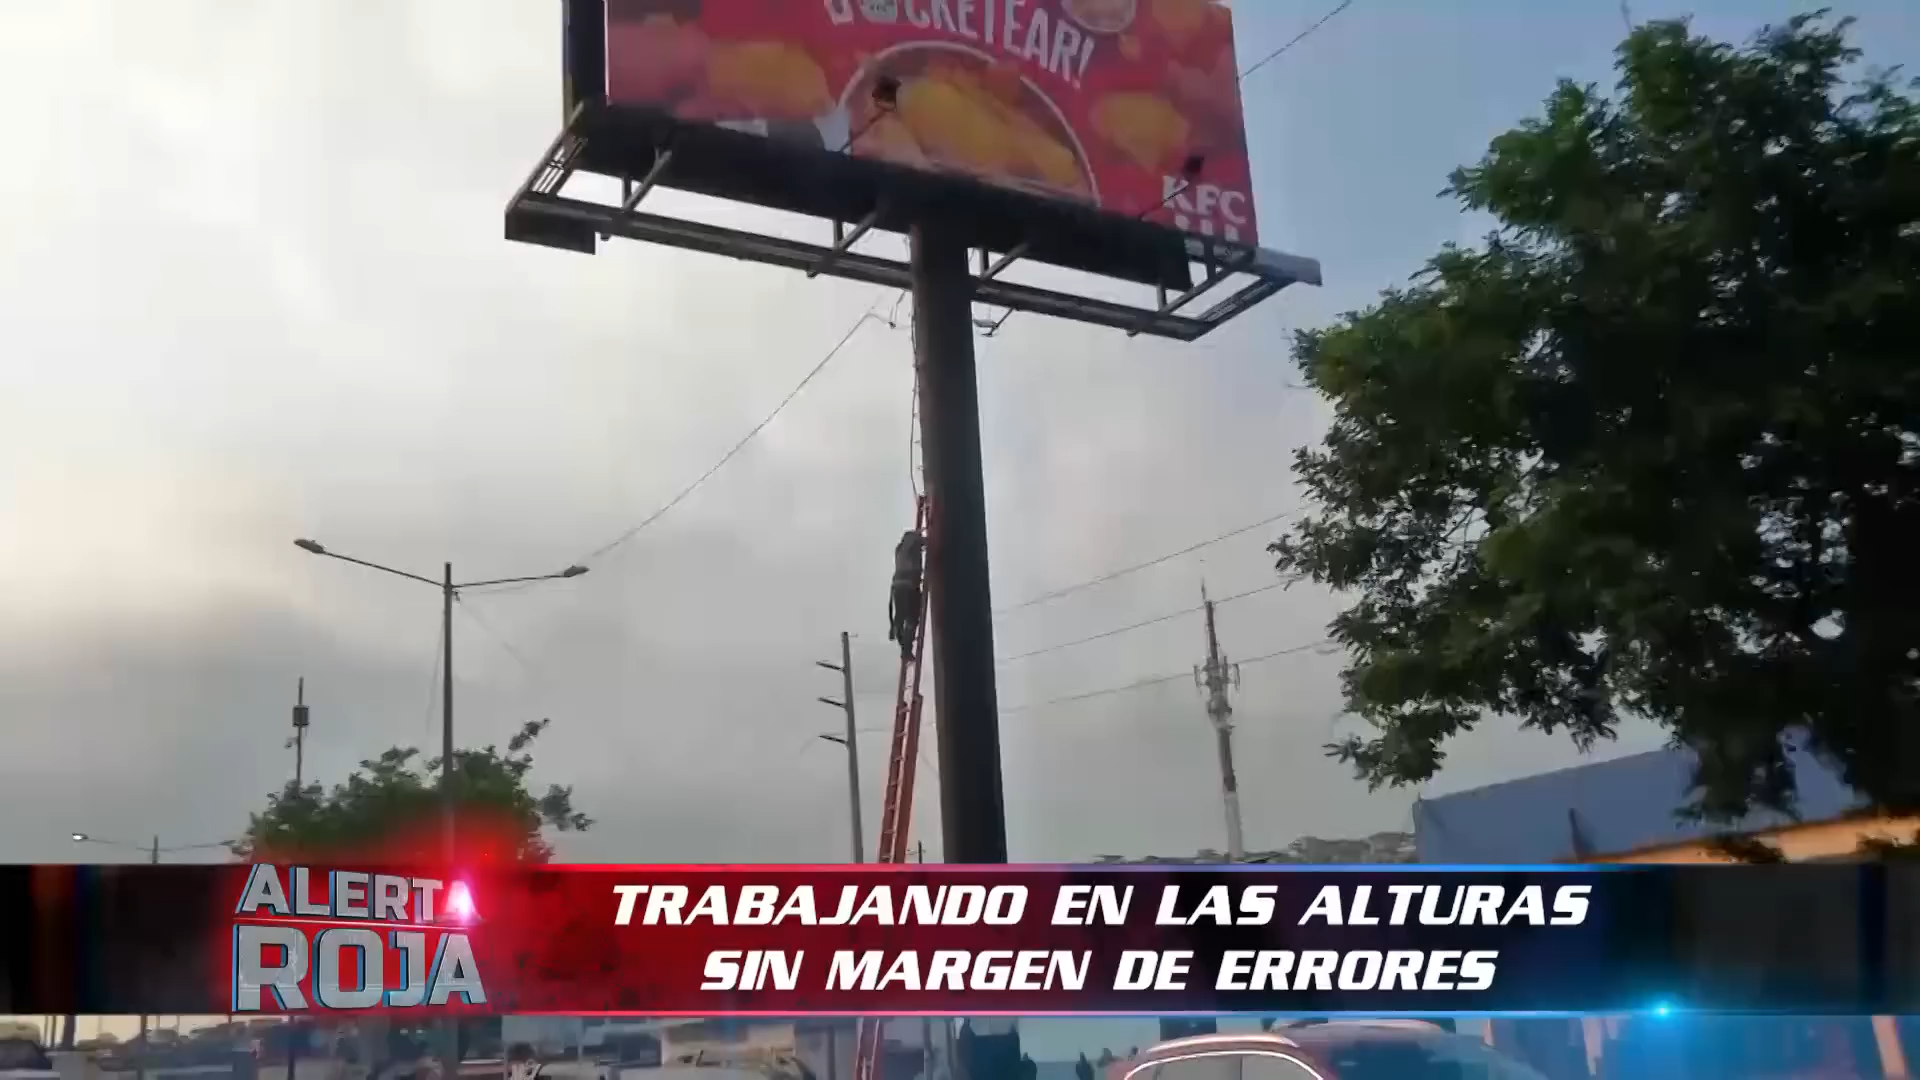 BUCKETEAR!
KFC
ALERTA
ROJA
TRABAJANDO EN LAS ALTURAS
SIN MARGEN DE ERRORES